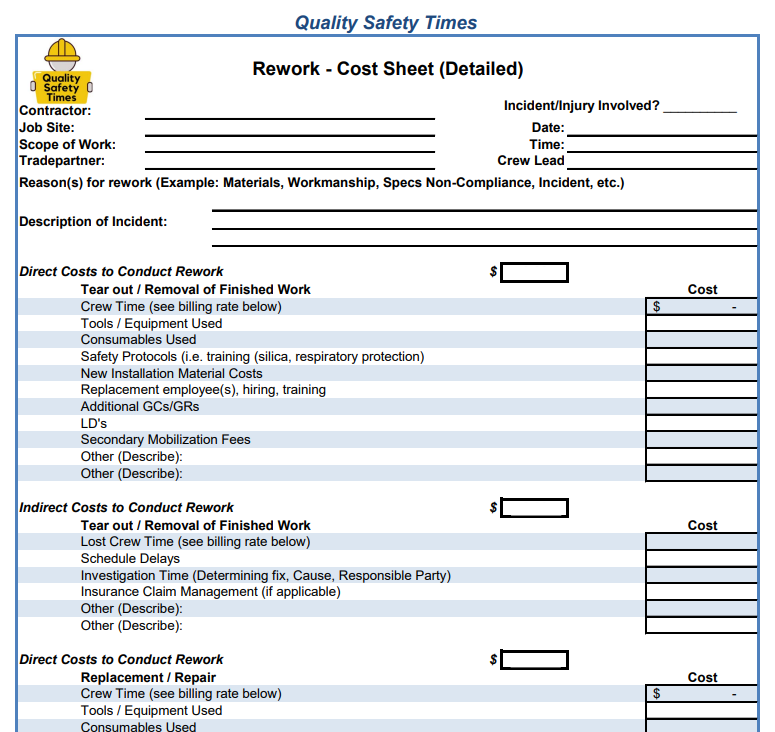 Quality Safety Times
Quality
Safety
Times
Rework - Cost Sheet (Detailed)
Contractor:
Incident/Injury Involved? __________
Job Site:
Date:
Scope of Work:
Time:
Tradepartner:
Crew Lead
Reason(s) for rework (Example: Materials, Workmanship, Specs Non-Compliance, Incident, etc.)
Description of Incident:
Direct Costs to Conduct Rework $
Tear out / Removal of Finished Work Cost
Crew Time (see billing rate below) $ -
Tools / Equipment Used
Consumables Used
Safety Protocols (i.e. training (silica, respiratory protection)
New Installation Material Costs
Replacement employee(s), hiring, training
Additional GCs/GRs
LD's
Secondary Mobilization Fees
Other (Describe):
Other (Describe):
Indirect Costs to Conduct Rework $
Tear out / Removal of Finished Work Cost
Lost Crew Time (see billing rate below)
Schedule Delays
Investigation Time (Determining fix, Cause, Responsible Party)
Insurance Claim Management (if applicable)
Other (Describe):
Other (Describe):
Direct Costs to Conduct Rework $
Replacement / Repair Cost
Crew Time (see billing rate below) $ -
Tools / Equipment Used
Consumables Used